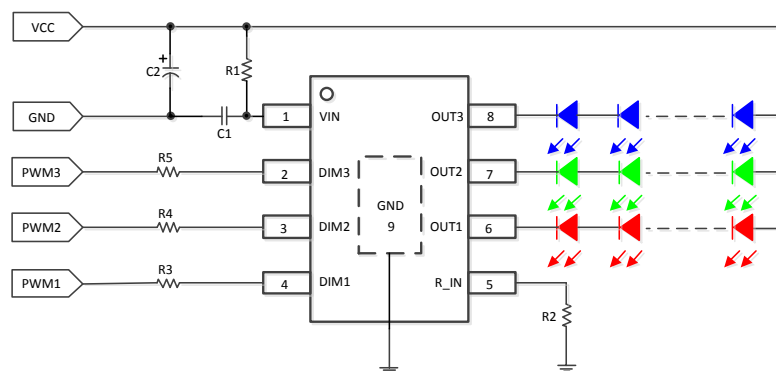 VCC
+
C2
R1
GND
C1
1
VIN
OUT3
8
PWM3
R5
2
DIM3
OUT2
7
GND
9
PWM2
R4
3
DIM2
OUT1
6
PWM1
R3
4
DIM1
R_IN
5
R2